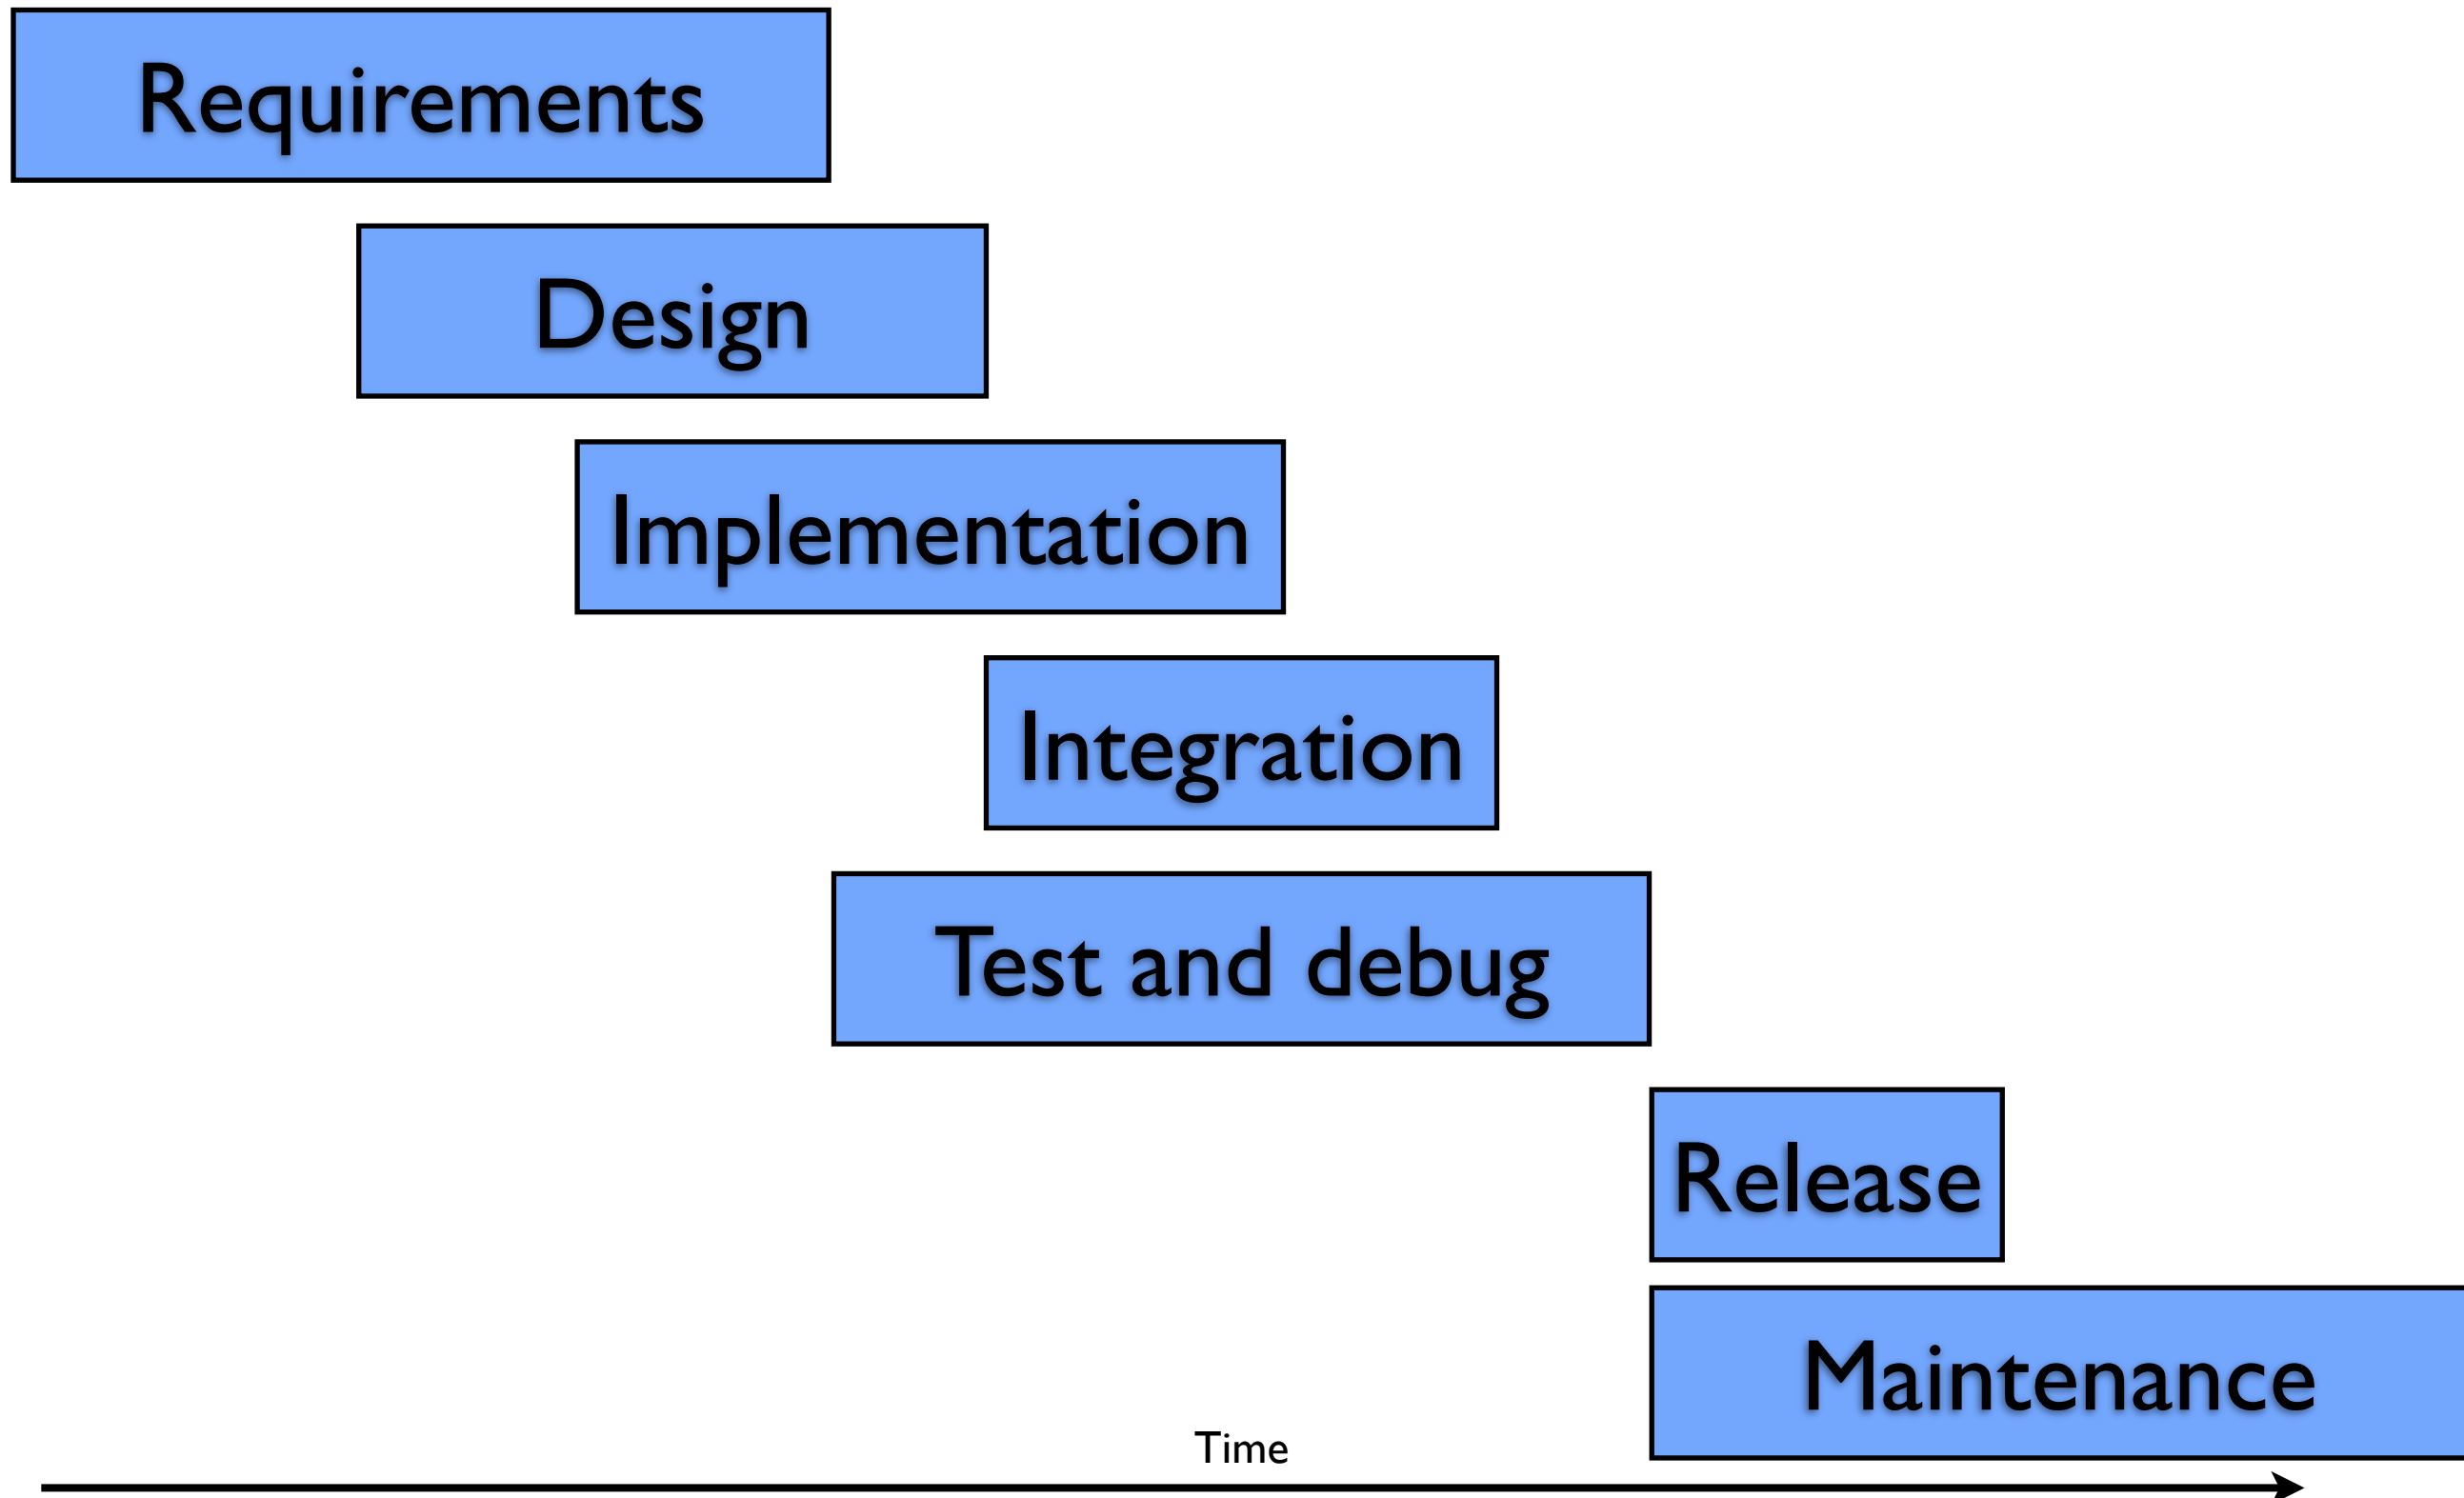 Requirements
Design
Implementation
Integration
Test and debug
Release
Maintenance
Time